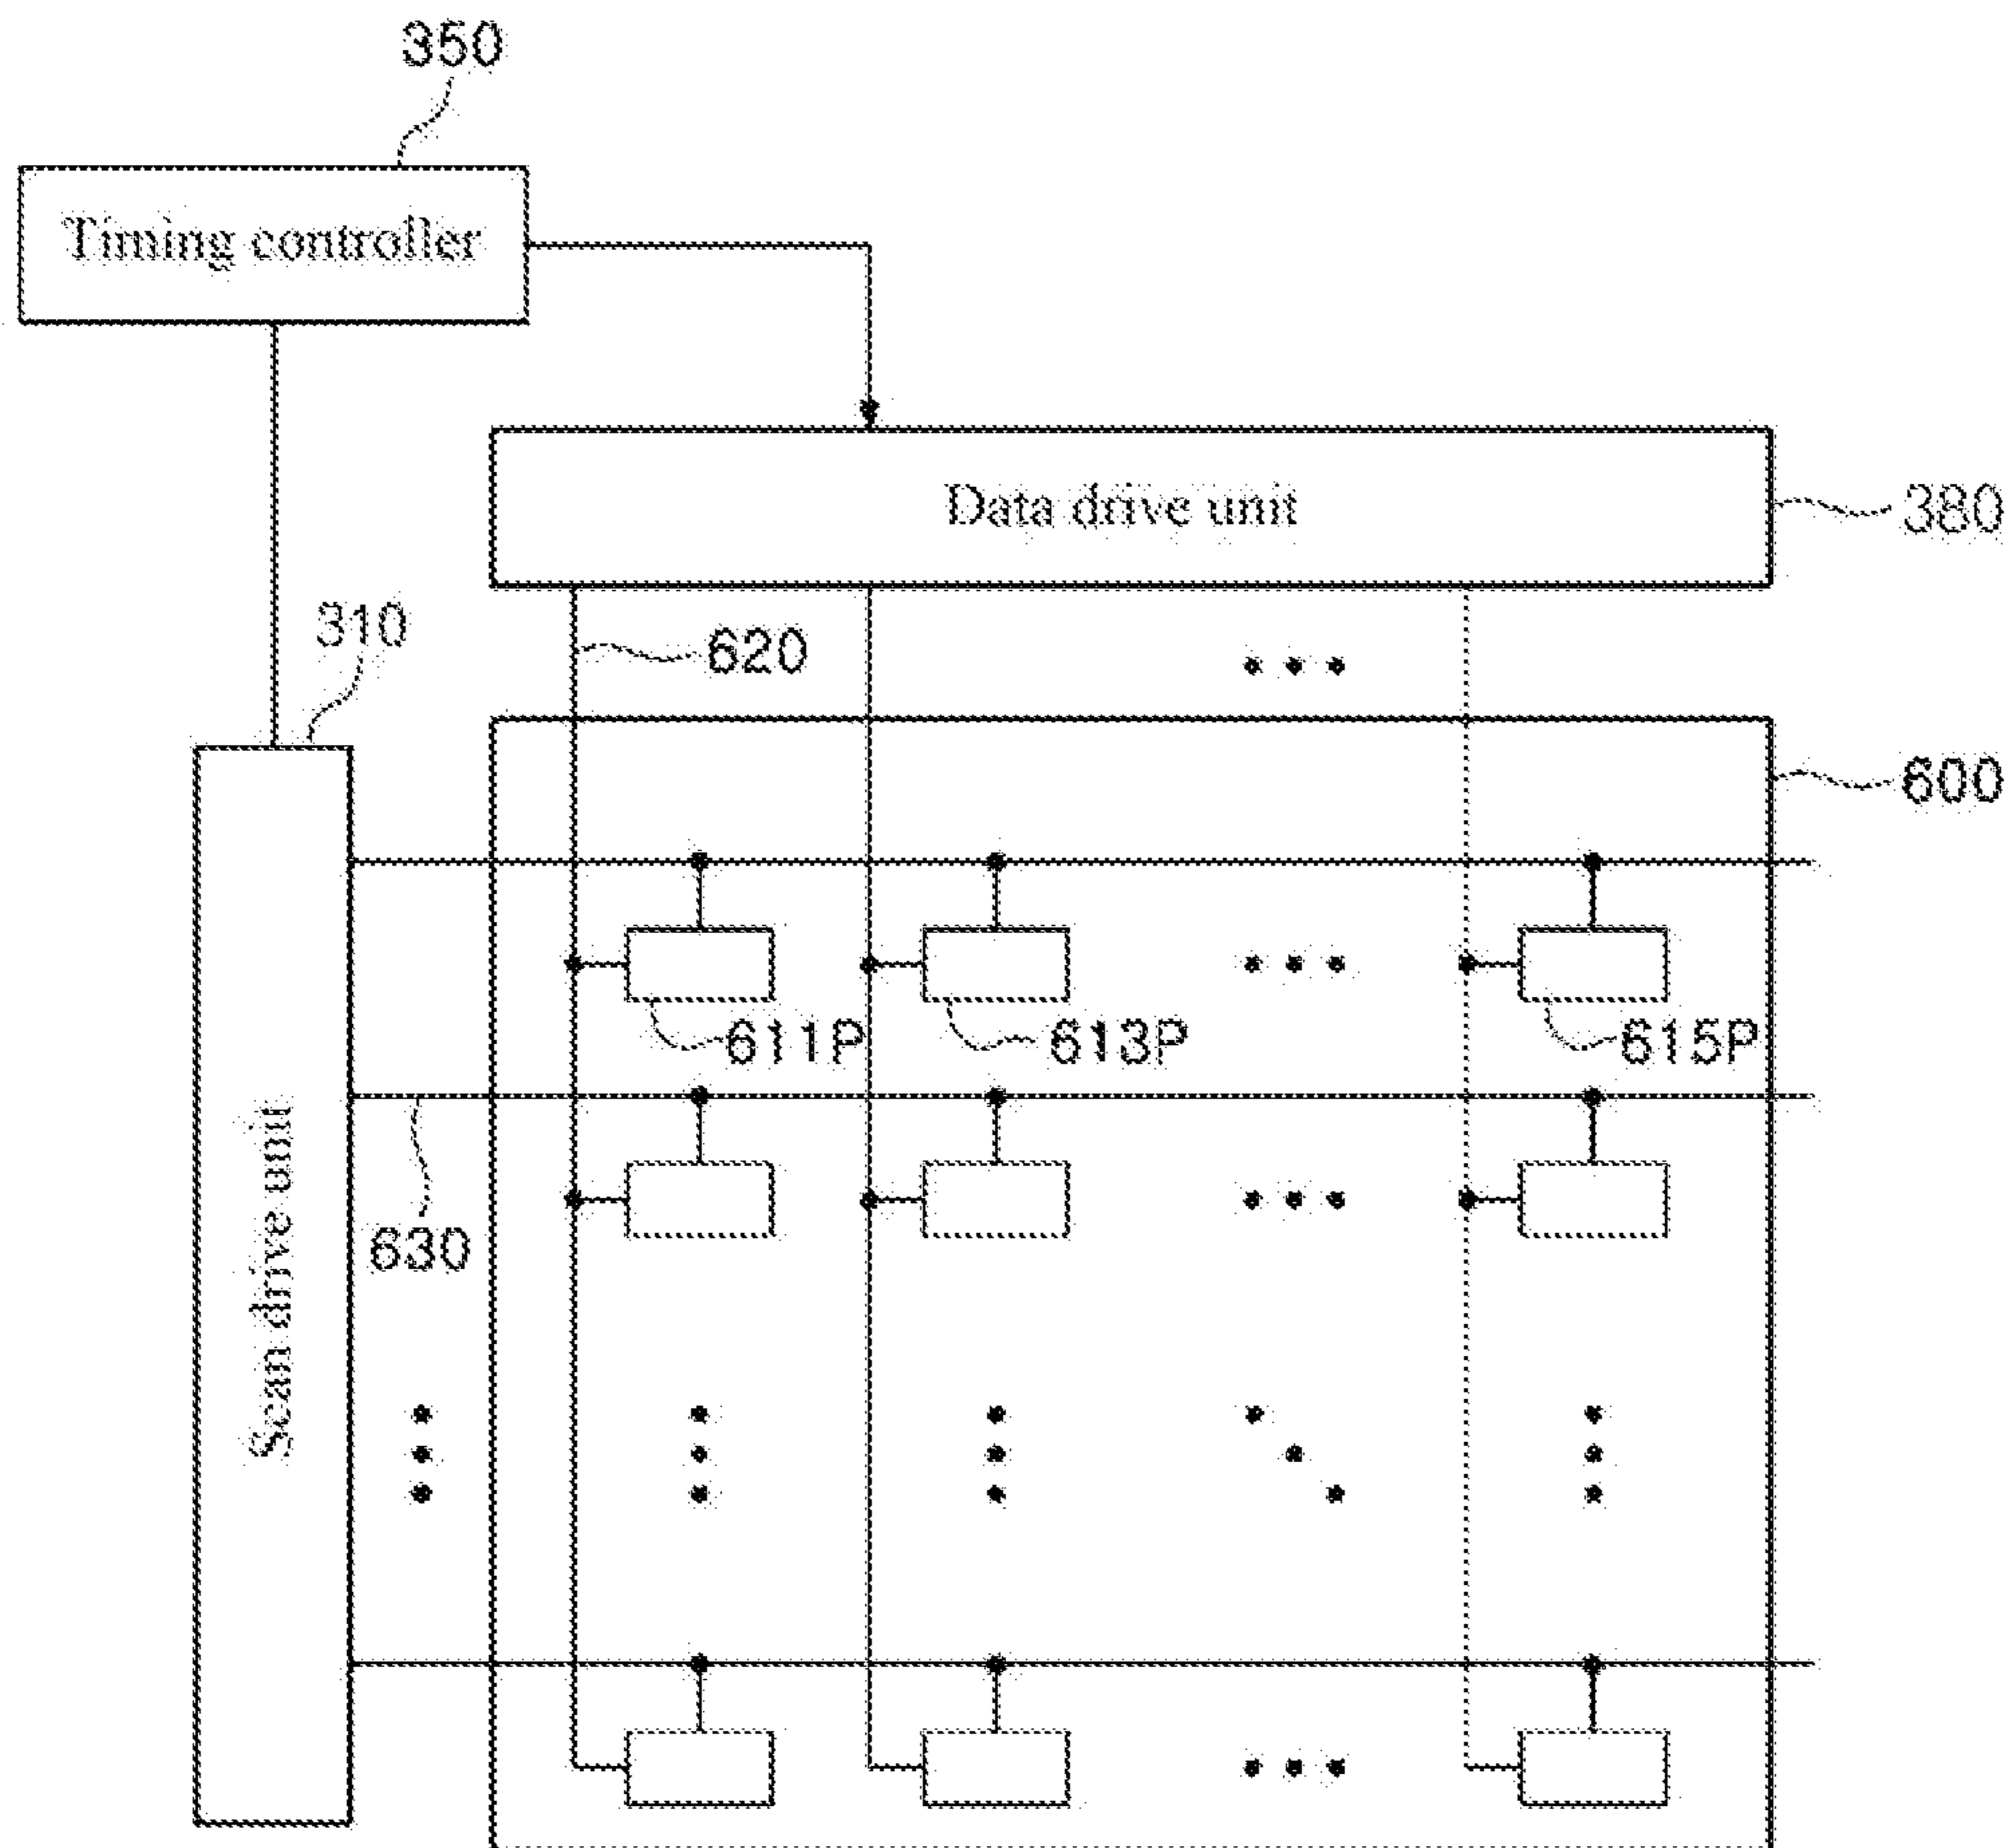 350
Timing controller
Data drive unit
380
310
620
600
611P
613P
615P
Scan drive unit
630